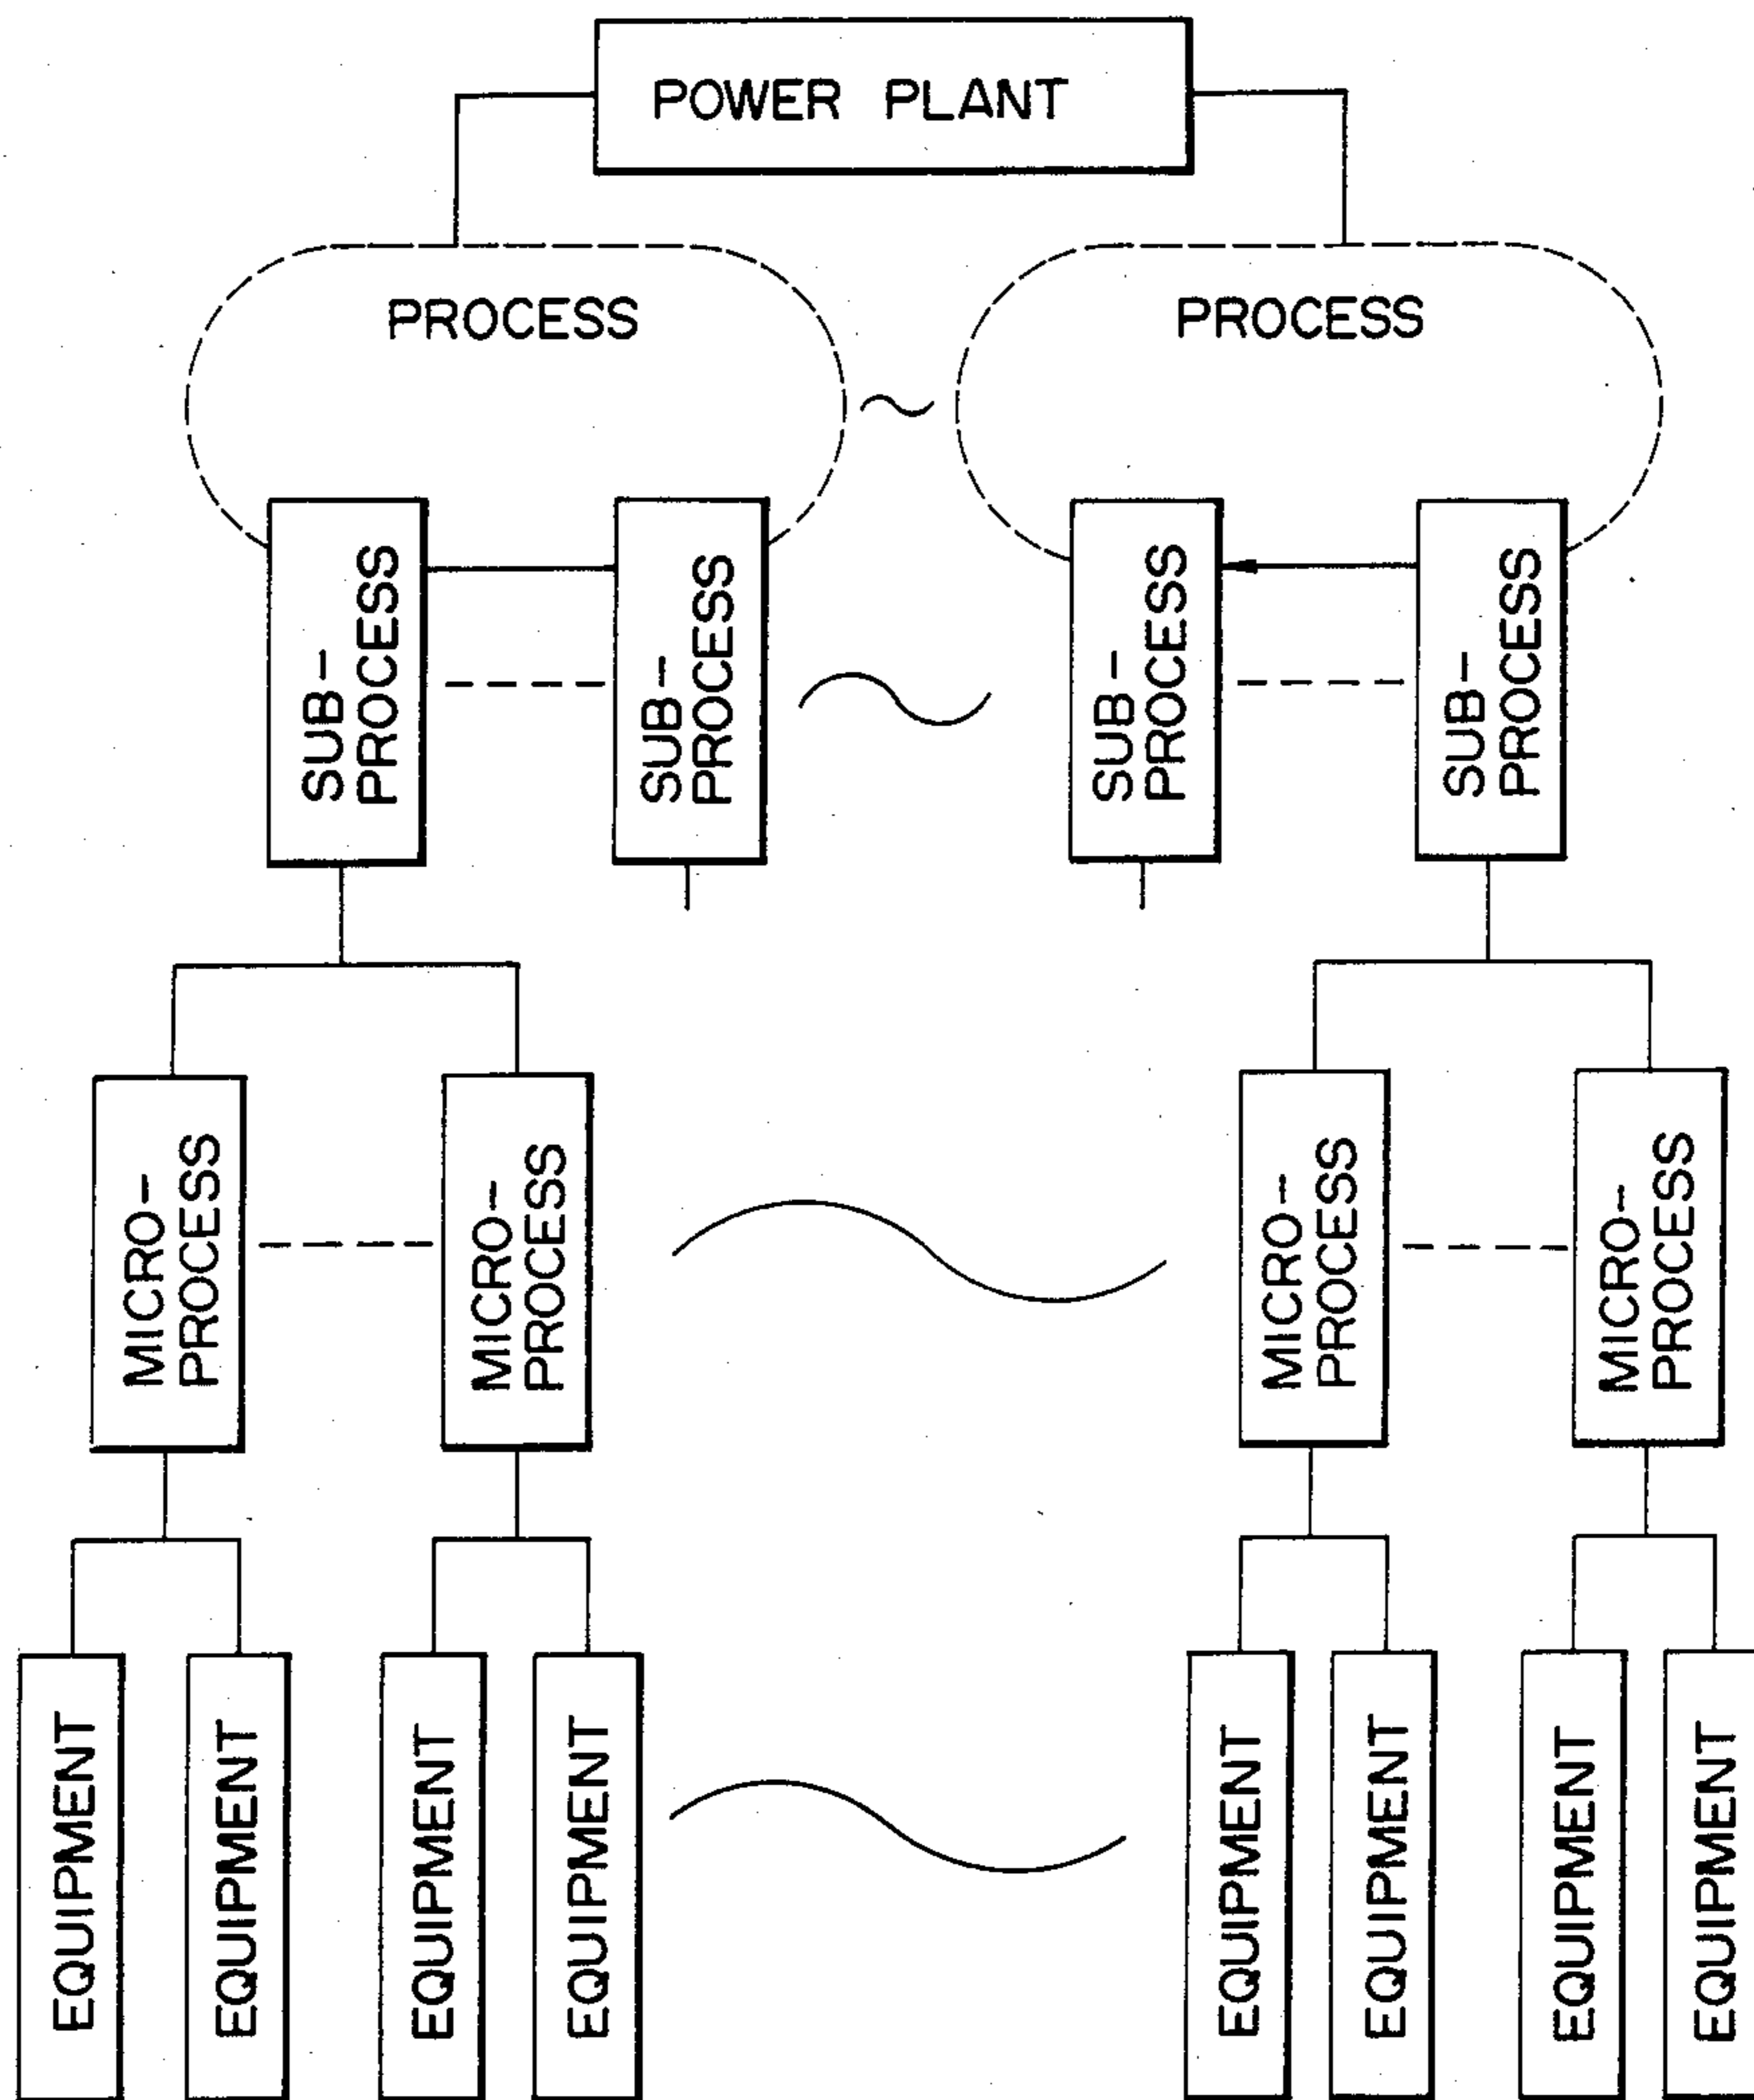 POWER PLANT
PROCESS
PROCESS
SUB-
PROCESS
SUB-
PROCESS
SUB-
PROCESS
SUB-
PROCESS
MICRO-
PROCESS
MICRO-
PROCESS
MICRO-
PROCESS
MICRO-
PROCESS
EQUIPMENT
EQUIPMENT
EQUIPMENT
EQUIPMENT
EQUIPMENT
EQUIPMENT
EQUIPMENT
EQUIPMENT